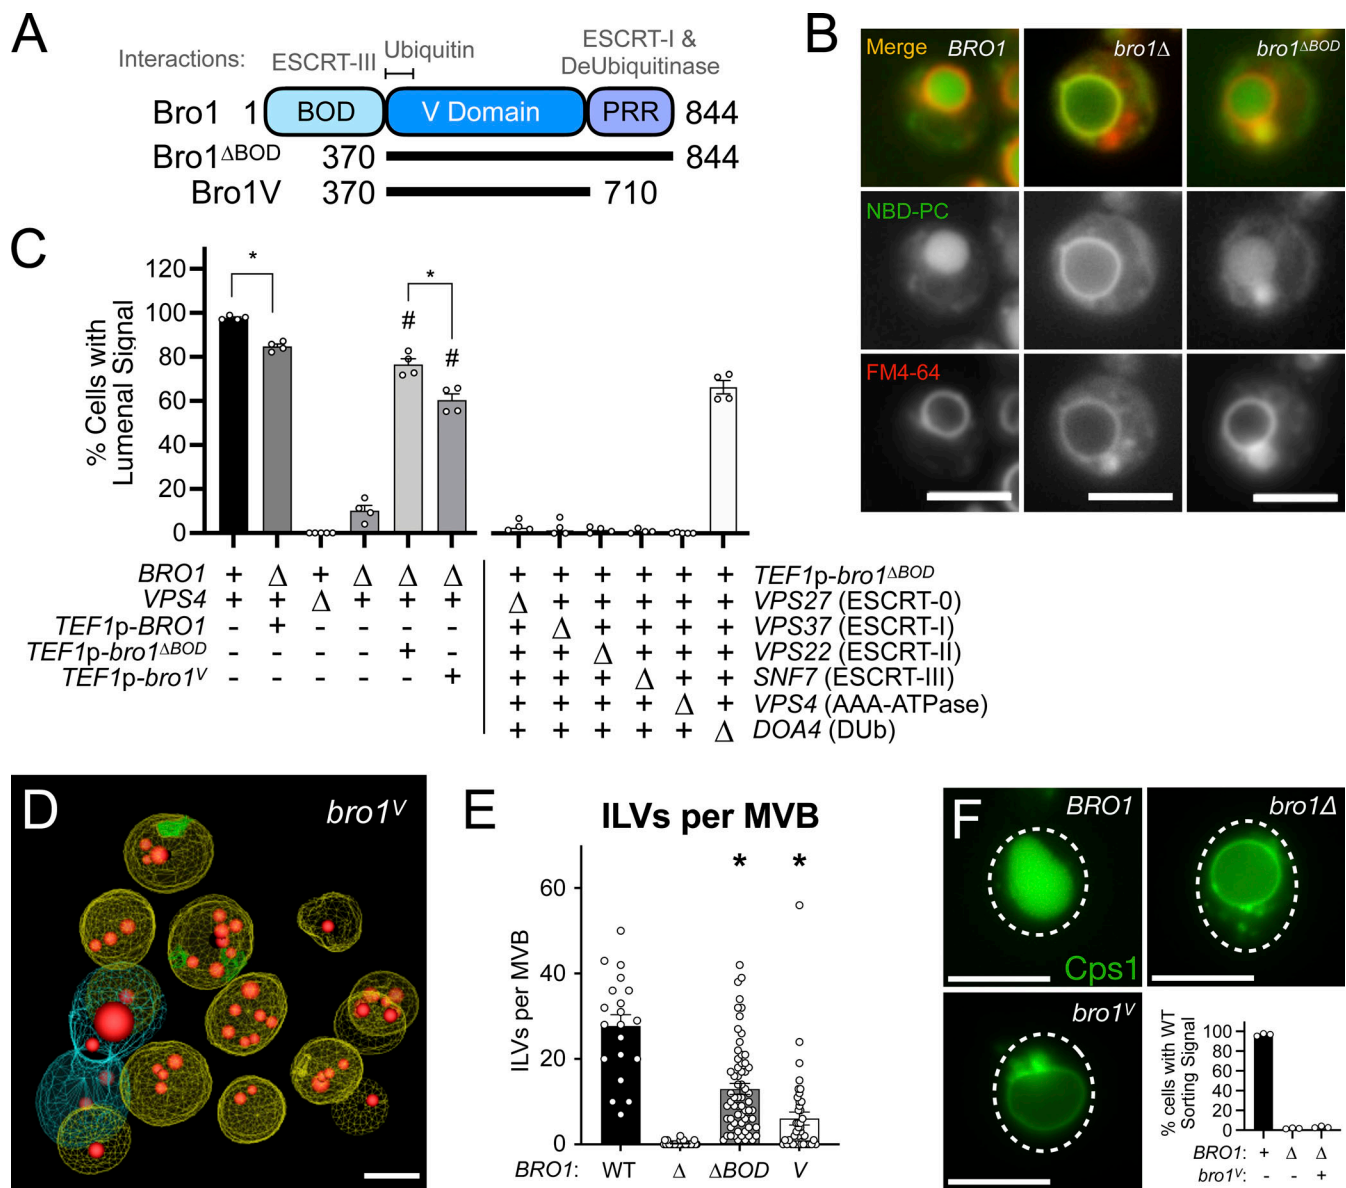 A
Interactions:
ESCRT-III
Ubiquitin
ESCRT-I &
DeUbiquitinase
Bro1 1 BOD V Domain PRR 844
Bro1ΔBOD 370 844
Bro1V 370 710
B
Merge BRO1 bro1Δ bro1ΔBOD
NBD-PC
FM4-64
C
% Cells with
Lumenal Signal
120
100
80
60
40
20
0
* * # #
BRO1 + Δ + Δ Δ Δ
VPS4 + + Δ + + +
TEF1p-BRO1 - + - - - -
TEF1p-bro1ΔBOD - - - - + -
TEF1p-bro1V - - - - - +
+ + + + + + TEF1p-bro1ΔBOD
Δ + + + + + VPS27 (ESCRT-0)
+ Δ + + + + VPS37 (ESCRT-I)
+ + Δ + + + VPS22 (ESCRT-II)
+ + + Δ + + SNF7 (ESCRT-III)
+ + + + Δ + VPS4 (AAA-ATPase)
+ + + + + Δ DOA4 (DUb)
D
bro1V
E
ILVs per MVB
ILVs per MVB
60
40
20
0
* *
BRO1: WT Δ ΔBOD V
F
BRO1
Cps1
bro1Δ
bro1V
% cells with WT
Sorting Signal
100
80
60
40
20
0
BRO1: + Δ Δ
bro1V: - - +